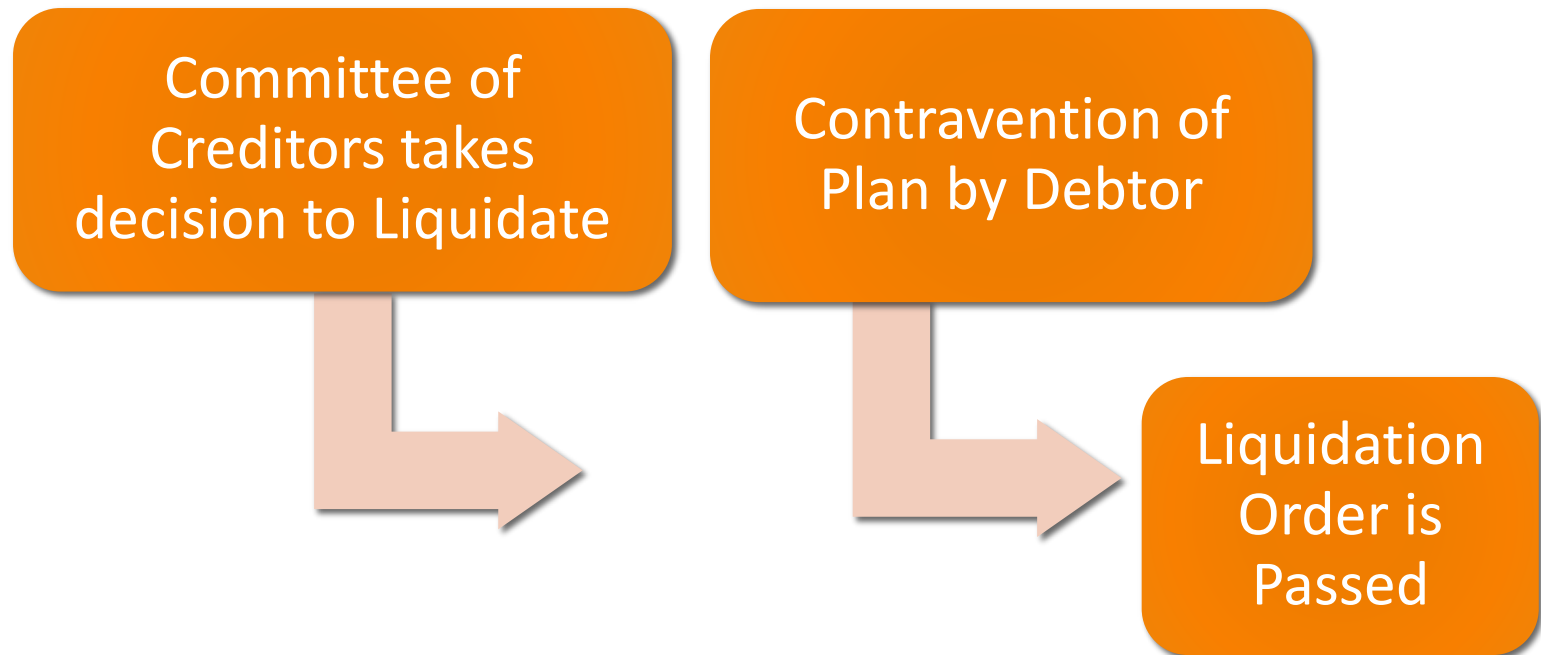 Committee of
Creditors takes
decision to Liquidate
Contravention of
Plan by Debtor
Liquidation
Order is
Passed